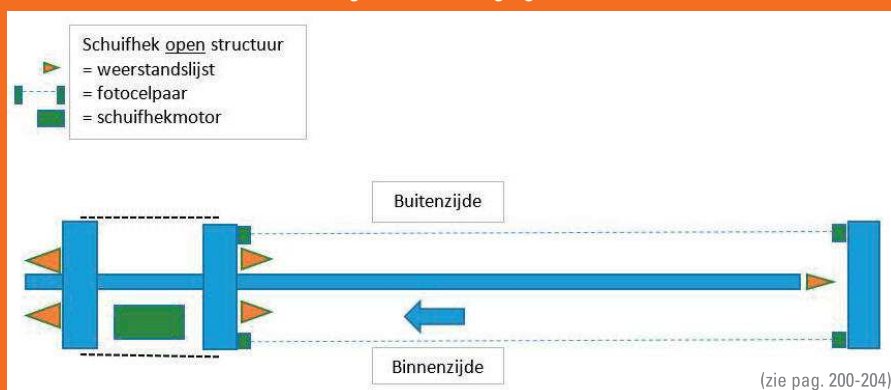 Schuifhek open structuur
= weerstandslijst
= fotocelpaar
= schuifhekmotor
Buitenzijde
Binnenzijde
(zie pag. 200-204)